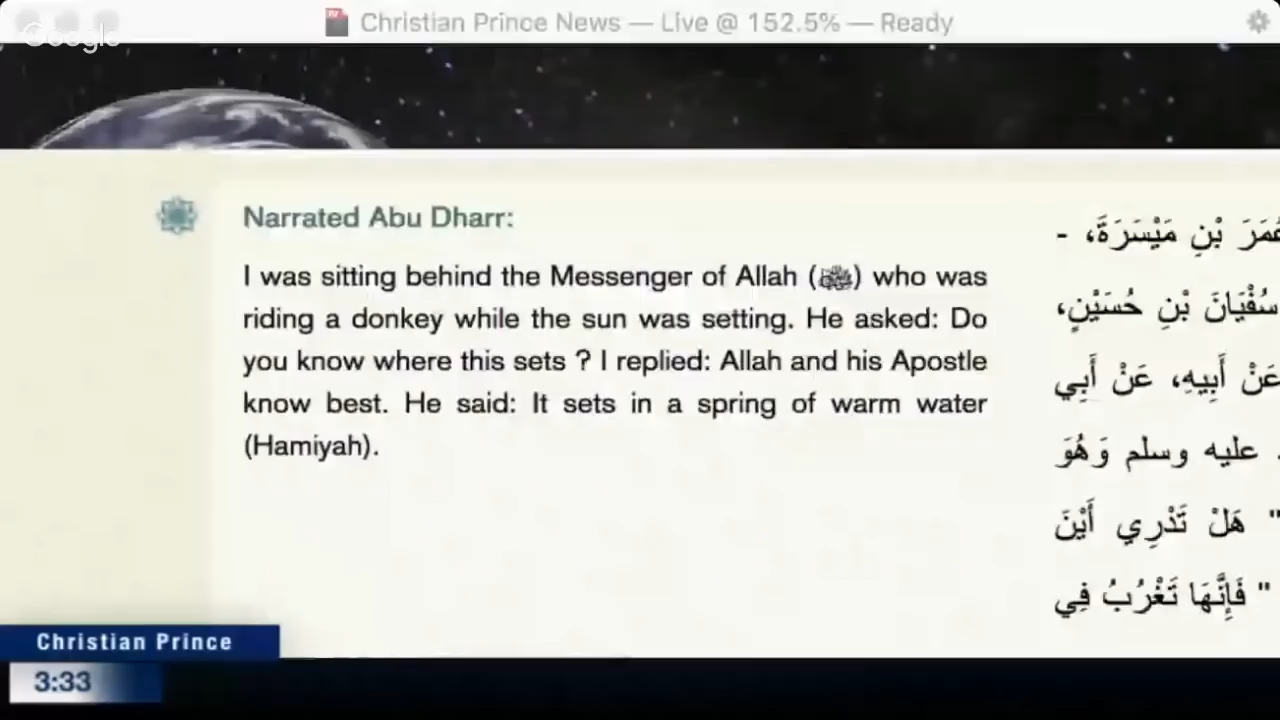 Christian Prince News — Live @ 152.5% — Ready
Google
Narrated Abu Dharr:
I was sitting behind the Messenger of Allah (ﷺ) who was
riding a donkey while the sun was setting. He asked: Do
you know where this sets ? I replied: Allah and his Apostle
know best. He said: It sets in a spring of warm water
(Hamiyah).
عُمَرَ بْنِ مَيْسَرَةَ، -
سُفْيَانَ بْنِ حُسَيْنٍ،
عَنْ أَبِيهِ، عَنْ أَبِي
عليه وسلم وَهُوَ
" هَلْ تَدْرِي أَيْنَ
" فَإِنَّهَا تَغْرُبُ فِي
Christian Prince
3:33